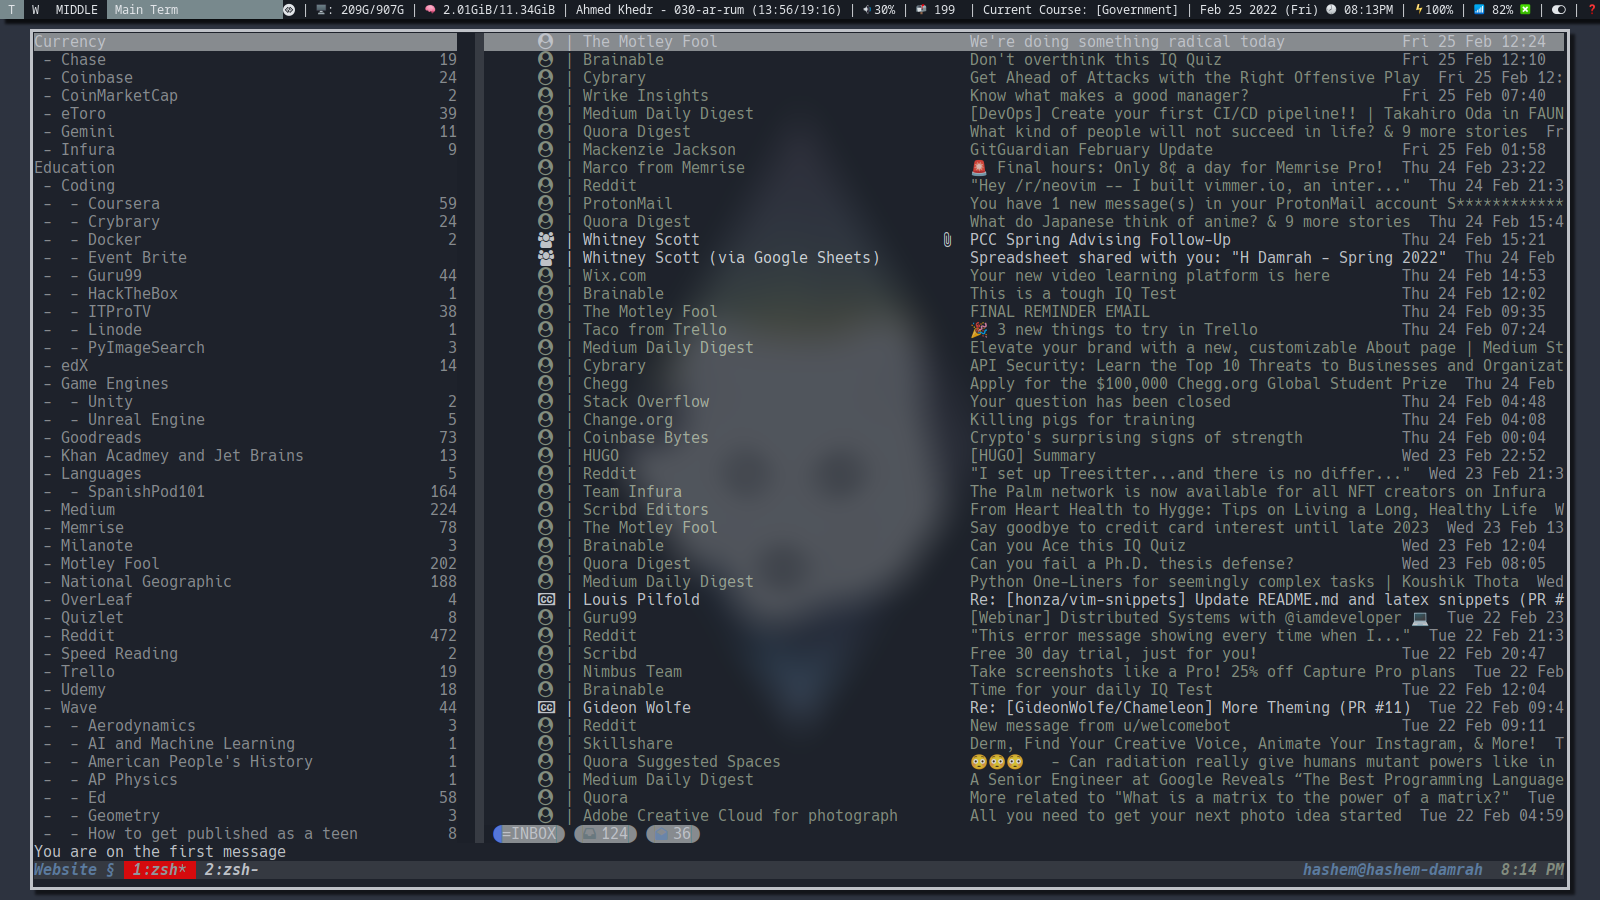 T W MIDDLE Main Term | : 209G/907G | 2.01GiB/11.34GiB | Ahmed Khedr - 030-ar-rum (13:56/19:16) | 30% | 199 | Current Course: [Government] | Feb 25 2022 (Fri) 08:13PM | 100% | 82% | | ?
Currency | The Motley Fool We're doing something radical today Fri 25 Feb 12:24
- Chase 19 | Brainable Don't overthink this IQ Quiz Fri 25 Feb 12:10
- Coinbase 24 | Cybrary Get Ahead of Attacks with the Right Offensive Play Fri 25 Feb 12:
- CoinMarketCap 2 | Wrike Insights Know what makes a good manager? Fri 25 Feb 07:40
- eToro 39 | Medium Daily Digest [DevOps] Create your first CI/CD pipeline!! | Takahiro Oda in FAUN
- Gemini 11 | Quora Digest What kind of people will not succeed in life? & 9 more stories Fr
- Infura 9 | Mackenzie Jackson GitGuardian February Update Fri 25 Feb 01:58
Education | Marco from Memrise 🚨 Final hours: Only 8¢ a day for Memrise Pro! Thu 24 Feb 23:22
- Coding | Reddit "Hey /r/neovim -- I built vimmer.io, an inter..." Thu 24 Feb 21:3
- - Coursera 59 | ProtonMail You have 1 new message(s) in your ProtonMail account S************
- - Crybrary 24 | Quora Digest What do Japanese think of anime? & 9 more stories Thu 24 Feb 15:4
- - Docker 2 | Whitney Scott PCC Spring Advising Follow-Up Thu 24 Feb 15:21
- - Event Brite | Whitney Scott (via Google Sheets) Spreadsheet shared with you: "H Damrah - Spring 2022" Thu 24 Feb
- - Guru99 44 | Wix.com Your new video learning platform is here Thu 24 Feb 14:53
- - HackTheBox 1 | Brainable This is a tough IQ Test Thu 24 Feb 12:02
- - ITProTV 38 | The Motley Fool FINAL REMINDER EMAIL Thu 24 Feb 09:35
- - Linode 1 | Taco from Trello 🎉 3 new things to try in Trello Thu 24 Feb 07:24
- - PyImageSearch 3 | Medium Daily Digest Elevate your brand with a new, customizable About page | Medium St
- edX 14 | Cybrary API Security: Learn the Top 10 Threats to Businesses and Organizat
- Game Engines | Chegg Apply for the $100,000 Chegg.org Global Student Prize Thu 24 Feb
- - Unity 2 | Stack Overflow Your question has been closed Thu 24 Feb 04:48
- - Unreal Engine 5 | Change.org Killing pigs for training Thu 24 Feb 04:08
- Goodreads 73 | Coinbase Bytes Crypto's surprising signs of strength Thu 24 Feb 00:04
- Khan Acadmey and Jet Brains 13 | HUGO [HUGO] Summary Wed 23 Feb 22:52
- Languages 5 | Reddit "I set up Treesitter...and there is no differ..." Wed 23 Feb 21:3
- - SpanishPod101 164 | Team Infura The Palm network is now available for all NFT creators on Infura
- Medium 224 | Scribd Editors From Heart Health to Hygge: Tips on Living a Long, Healthy Life W
- Memrise 78 | The Motley Fool Say goodbye to credit card interest until late 2023 Wed 23 Feb 13
- Milanote 3 | Brainable Can you Ace this IQ Quiz Wed 23 Feb 12:04
- Motley Fool 202 | Quora Digest Can you fail a Ph.D. thesis defense? Wed 23 Feb 08:05
- National Geographic 188 | Medium Daily Digest Python One-Liners for seemingly complex tasks | Koushik Thota Wed
- OverLeaf 4 | Louis Pilfold Re: [honza/vim-snippets] Update README.md and latex snippets (PR #
- Quizlet 8 | Guru99 [Webinar] Distributed Systems with @iamdeveloper 💻 Tue 22 Feb 23
- Reddit 472 | Reddit "This error message showing every time when I..." Tue 22 Feb 21:3
- Speed Reading 2 | Scribd Free 30 day trial, just for you! Tue 22 Feb 20:47
- Trello 19 | Nimbus Team Take screenshots like a Pro! 25% off Capture Pro plans Tue 22 Feb
- Udemy 18 | Brainable Time for your daily IQ Test Tue 22 Feb 12:04
- Wave 44 | Gideon Wolfe Re: [GideonWolfe/Chameleon] More Theming (PR #11) Tue 22 Feb 09:4
- - Aerodynamics 3 | Reddit New message from u/welcomebot Tue 22 Feb 09:11
- - AI and Machine Learning 1 | Skillshare Derm, Find Your Creative Voice, Animate Your Instagram, & More! T
- - American People's History 1 | Quora Suggested Spaces 😳😳😳 - Can radiation really give humans mutant powers like in
- - AP Physics 1 | Medium Daily Digest A Senior Engineer at Google Reveals “The Best Programming Language
- - Ed 58 | Quora More related to "What is a matrix to the power of a matrix?" Tue
- - Geometry 3 | Adobe Creative Cloud for photograph All you need to get your next photo idea started Tue 22 Feb 04:59
- - How to get published as a teen 8 =INBOX 124 36
You are on the first message
Website § 1:zsh* 2:zsh- hashem@hashem-damrah 8:14 PM